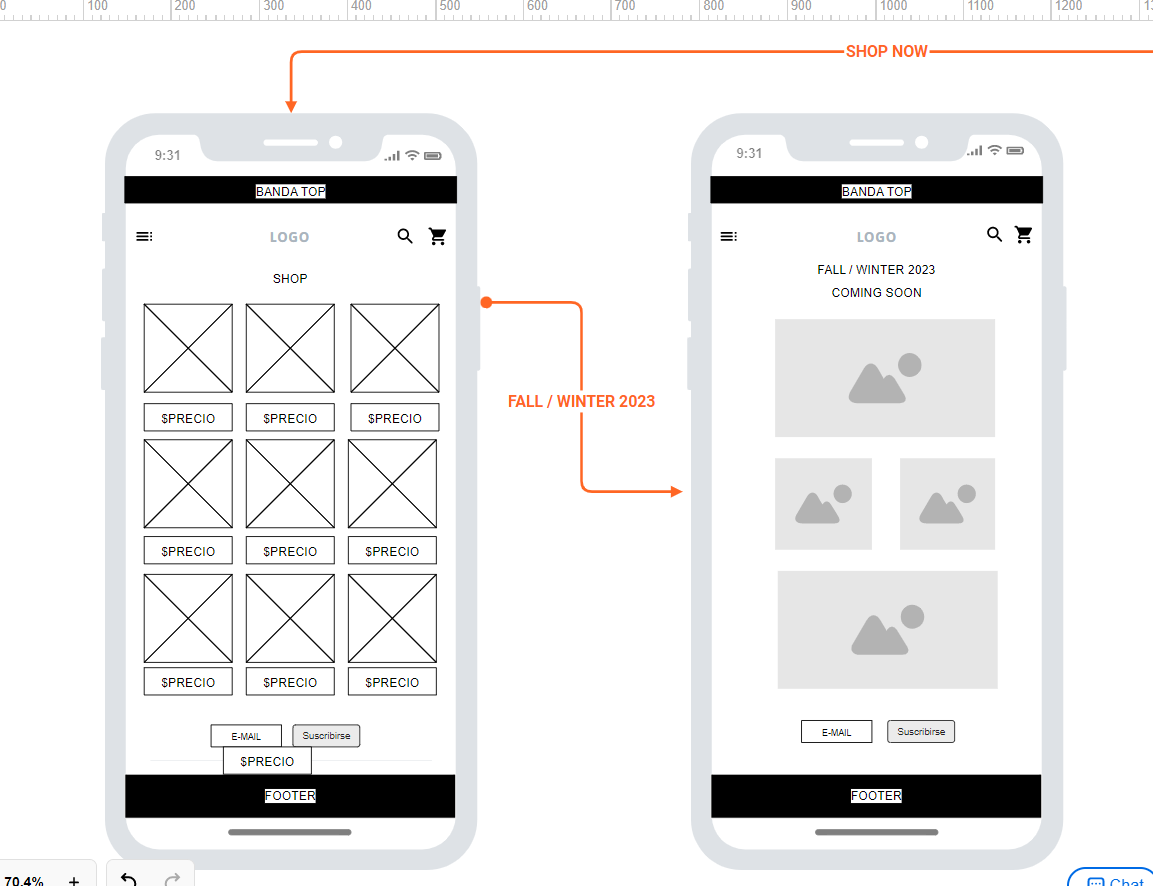 0 100 200 300 400 500 600 700 800 900 1000 1100 1200
SHOP NOW
9:31
BANDA TOP
LOGO
SHOP
$PRECIO $PRECIO $PRECIO
$PRECIO $PRECIO $PRECIO
$PRECIO $PRECIO $PRECIO
E-MAIL Suscribirse
$PRECIO
FOOTER
FALL / WINTER 2023
9:31
BANDA TOP
LOGO
FALL / WINTER 2023
COMING SOON
E-MAIL Suscribirse
FOOTER
70.4% +
Chat